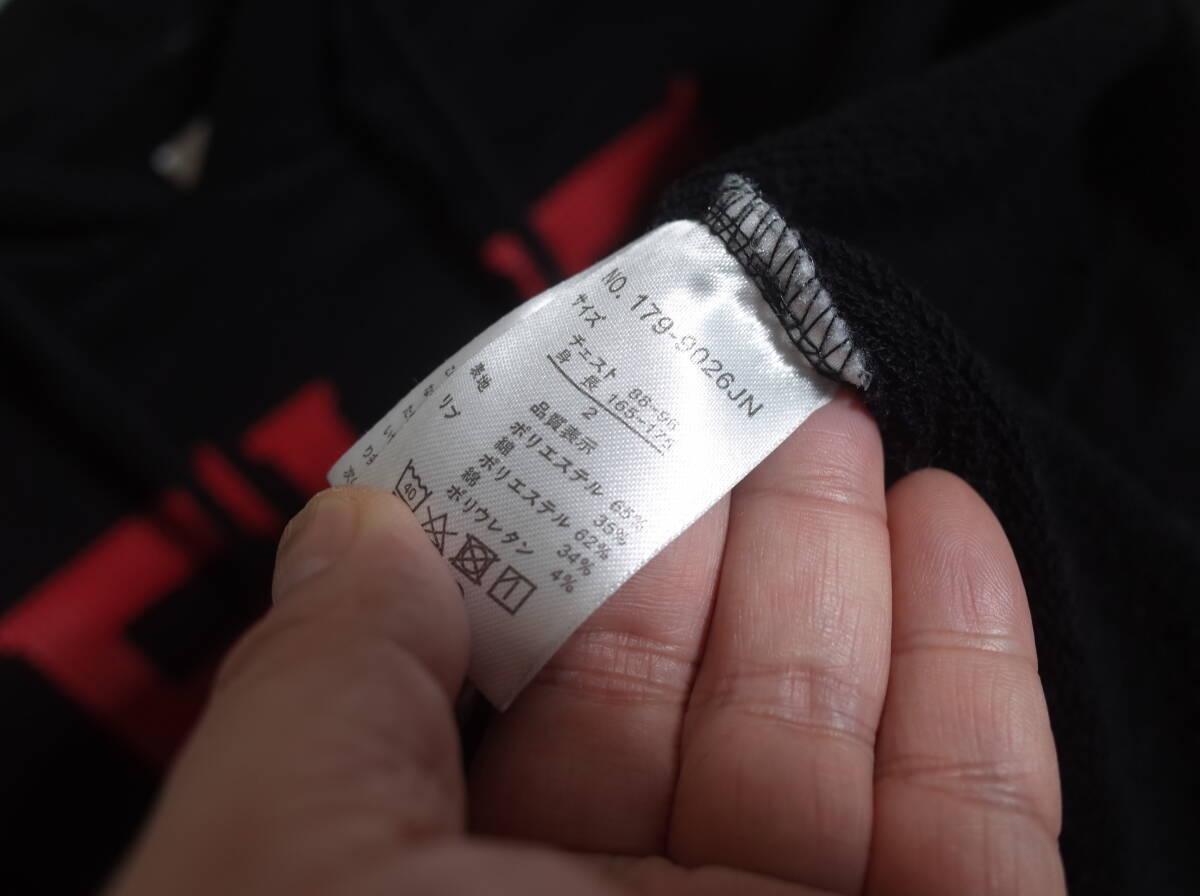 NO. 179-9026JN
サイズ
チェスト 88-96
身 長 165-175
2
品質表示
表地 ポリエステル 65%
綿 35%
リブ ポリエステル 62%
綿 34%
ポリウレタン 4%
40